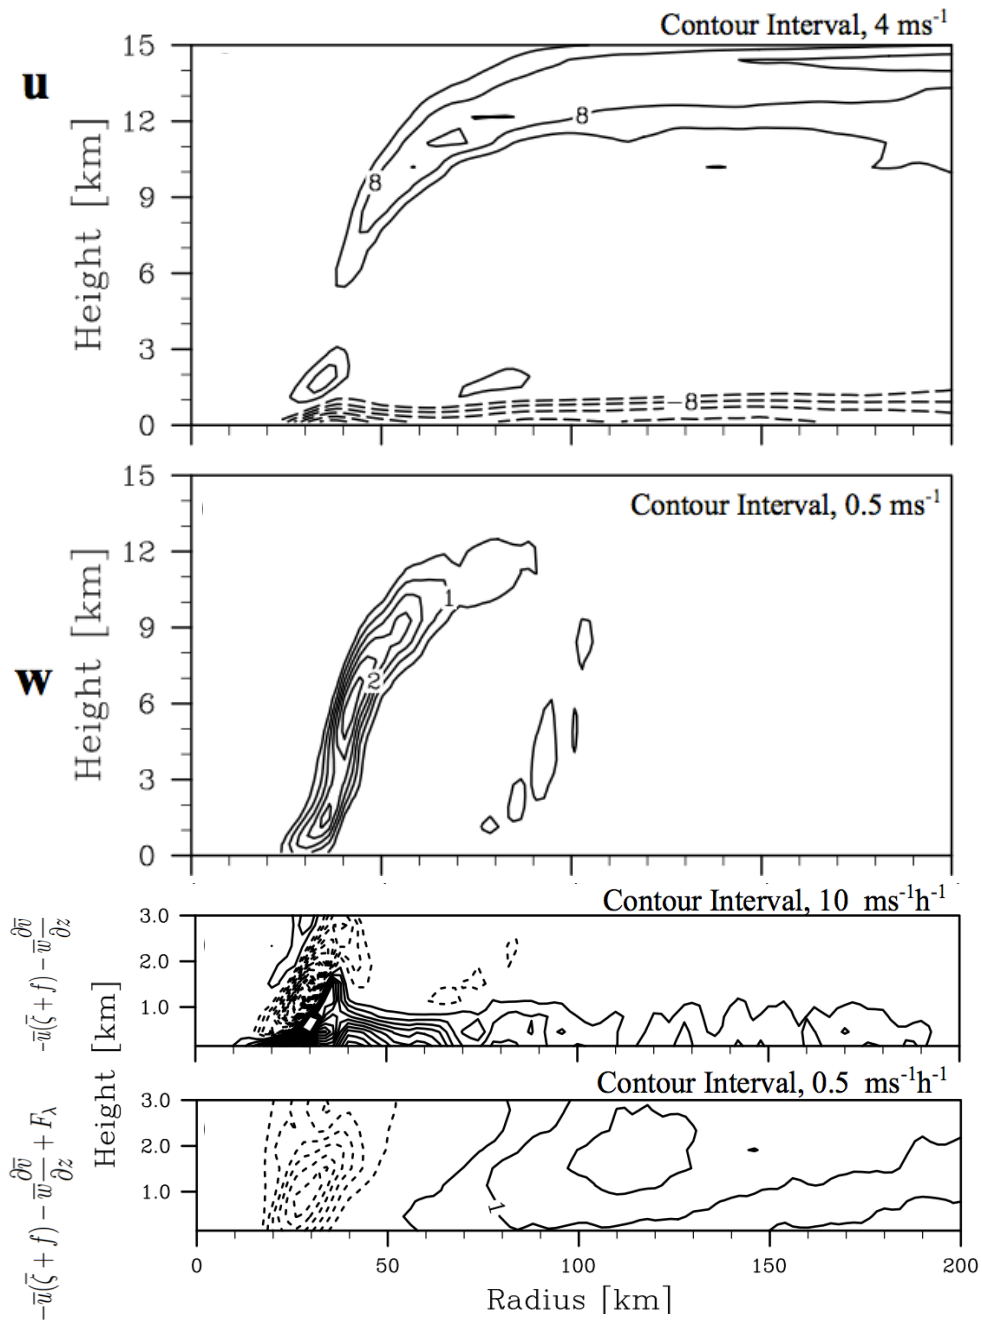 Contour Interval, 4 ms⁻¹
u
Height [km]
15
12
9
6
3
0
8
8
-8
Contour Interval, 0.5 ms⁻¹
w
Height [km]
15
12
9
6
3
0
1
2
Contour Interval, 10 ms⁻¹h⁻¹
-u̅(ζ̅ + f) - w̅ ∂v̅/∂z
3.0
2.0
1.0
Height [km]
Contour Interval, 0.5 ms⁻¹h⁻¹
-u̅(ζ̅ + f) - w̅ ∂v̅/∂z + F_λ
3.0
2.0
1.0
1
0 50 100 150 200
Radius [km]